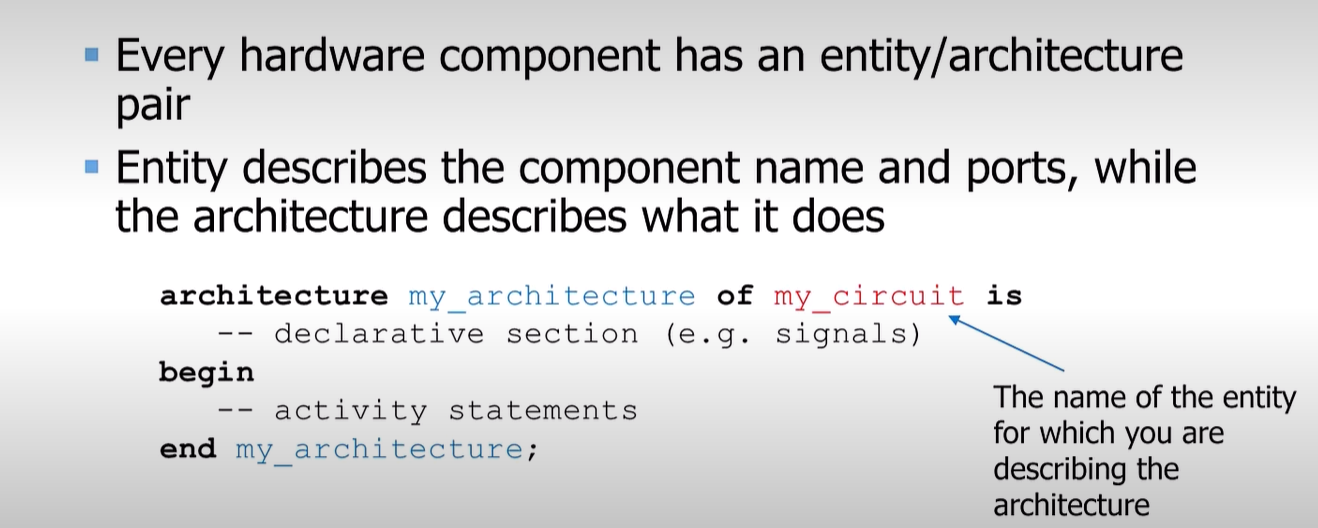 Every hardware component has an entity/architecture
pair
Entity describes the component name and ports, while
the architecture describes what it does
architecture my_architecture of my_circuit is
-- declarative section (e.g. signals)
begin
-- activity statements
end my_architecture;
The name of the entity
for which you are
describing the
architecture